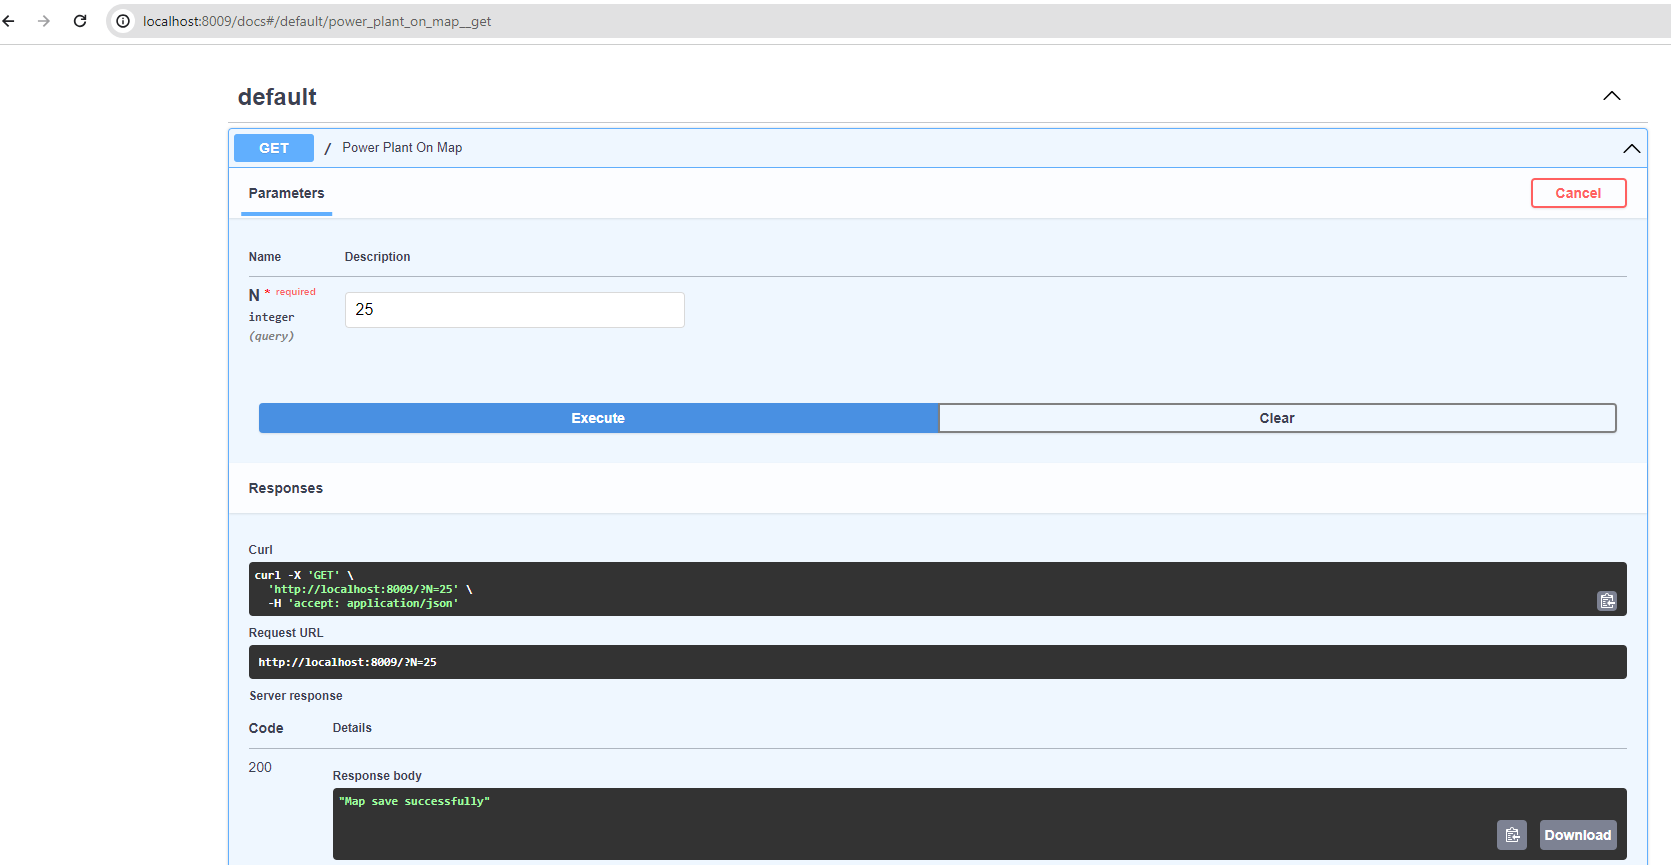 localhost:8009/docs#/default/power_plant_on_map__get
default
GET / Power Plant On Map
Parameters
Cancel
Name Description
N * required
25
integer
(query)
Execute Clear
Responses
Curl
curl -X 'GET' \
'http://localhost:8009/?N=25' \
-H 'accept: application/json'
Request URL
http://localhost:8009/?N=25
Server response
Code Details
200
Response body
"Map save successfully"
Download